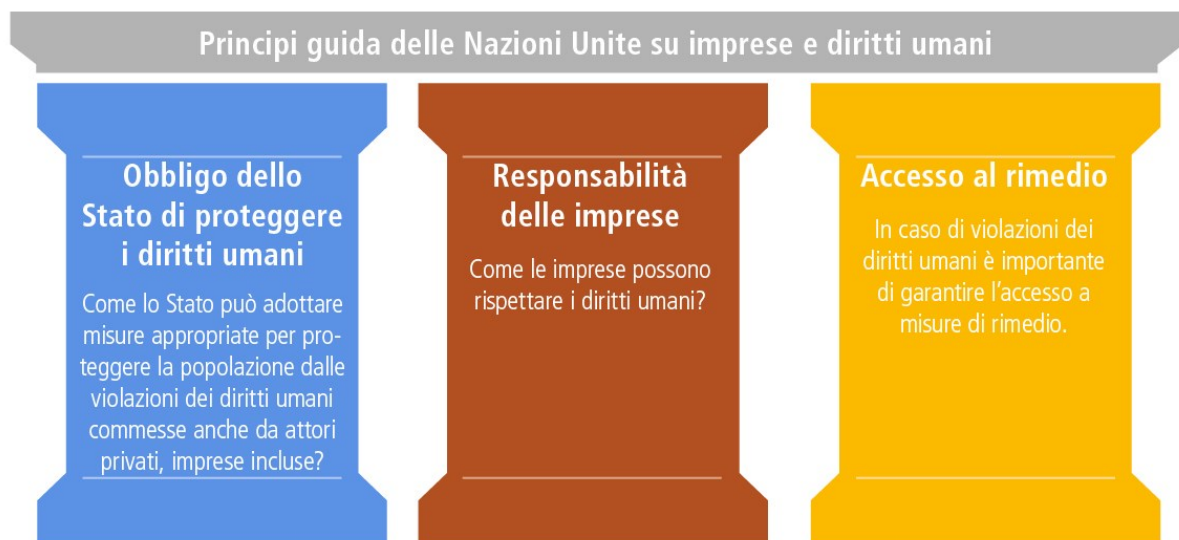 Principi guida delle Nazioni Unite su imprese e diritti umani
Obbligo dello
Stato di proteggere
i diritti umani
Come lo Stato può adottare
misure appropriate per pro-
teggere la popolazione dalle
violazioni dei diritti umani
commesse anche da attori
privati, imprese incluse?
Responsabilità
delle imprese
Come le imprese possono
rispettare i diritti umani?
Accesso al rimedio
In caso di violazioni dei
diritti umani è importante
di garantire l’accesso a
misure di rimedio.